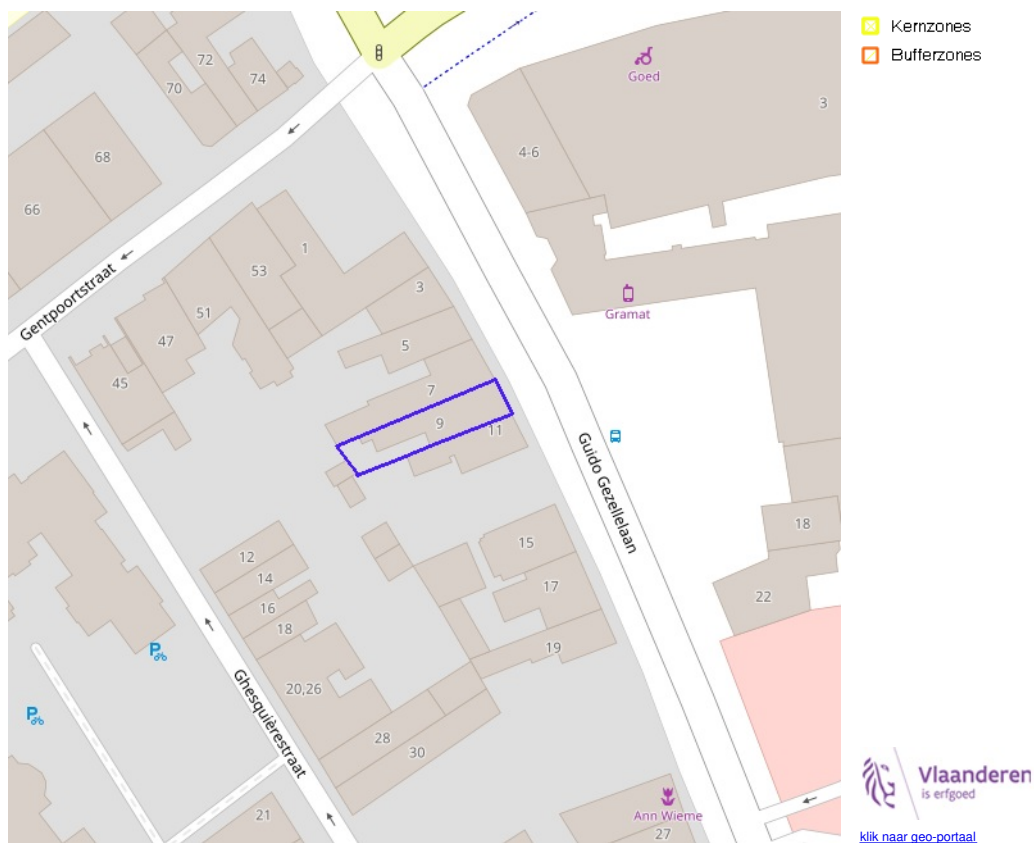 Kernzones
Bufferzones
72
70
74
Goed
3
68
4-6
66
Gentpoortstraat
1
53
3
51
Gramat
47
5
45
7
9
11
Guido Gezellelaan
15
18
12
14
17
16
22
18
19
Ghesquièrestraat
20,26
28
30
P
P
21
Ann Wieme
27
Vlaanderen
is erfgoed
klik naar geo-portaal